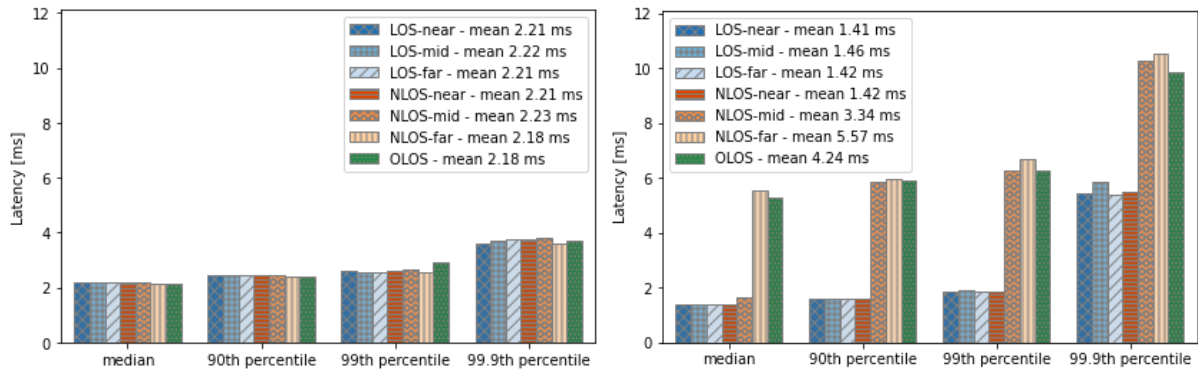 12
10
8
6
4
2
0
Latency [ms]
LOS-near - mean 2.21 ms
LOS-mid - mean 2.22 ms
LOS-far - mean 2.21 ms
NLOS-near - mean 2.21 ms
NLOS-mid - mean 2.23 ms
NLOS-far - mean 2.18 ms
OLOS - mean 2.18 ms
median 90th percentile 99th percentile 99.9th percentile
12
10
8
6
4
2
0
Latency [ms]
LOS-near - mean 1.41 ms
LOS-mid - mean 1.46 ms
LOS-far - mean 1.42 ms
NLOS-near - mean 1.42 ms
NLOS-mid - mean 3.34 ms
NLOS-far - mean 5.57 ms
OLOS - mean 4.24 ms
median 90th percentile 99th percentile 99.9th percentile